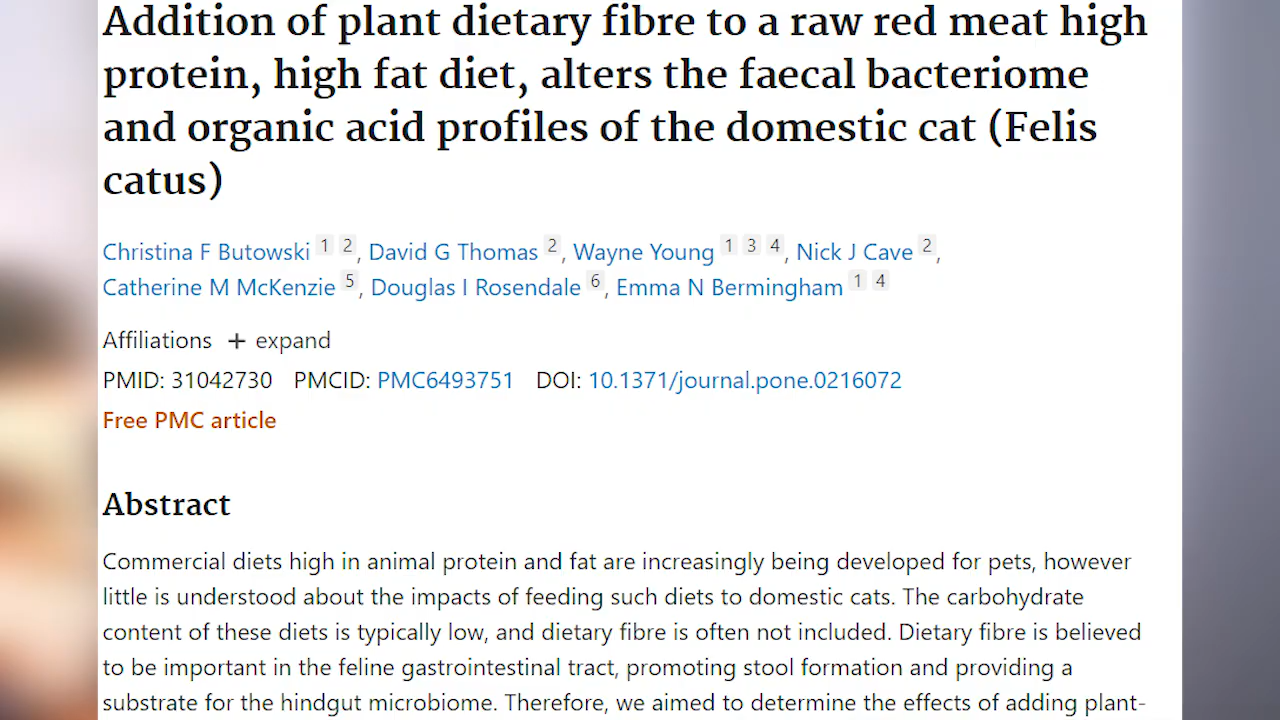 Addition of plant dietary fibre to a raw red meat high
protein, high fat diet, alters the faecal bacteriome
and organic acid profiles of the domestic cat (Felis
catus)
Christina F Butowski 1 2, David G Thomas 2, Wayne Young 1 3 4, Nick J Cave 2,
Catherine M McKenzie 5, Douglas I Rosendale 6, Emma N Bermingham 1 4
Affiliations + expand
PMID: 31042730 PMCID: PMC6493751 DOI: 10.1371/journal.pone.0216072
Free PMC article
Abstract
Commercial diets high in animal protein and fat are increasingly being developed for pets, however
little is understood about the impacts of feeding such diets to domestic cats. The carbohydrate
content of these diets is typically low, and dietary fibre is often not included. Dietary fibre is believed
to be important in the feline gastrointestinal tract, promoting stool formation and providing a
substrate for the hindgut microbiome. Therefore, we aimed to determine the effects of adding plant-